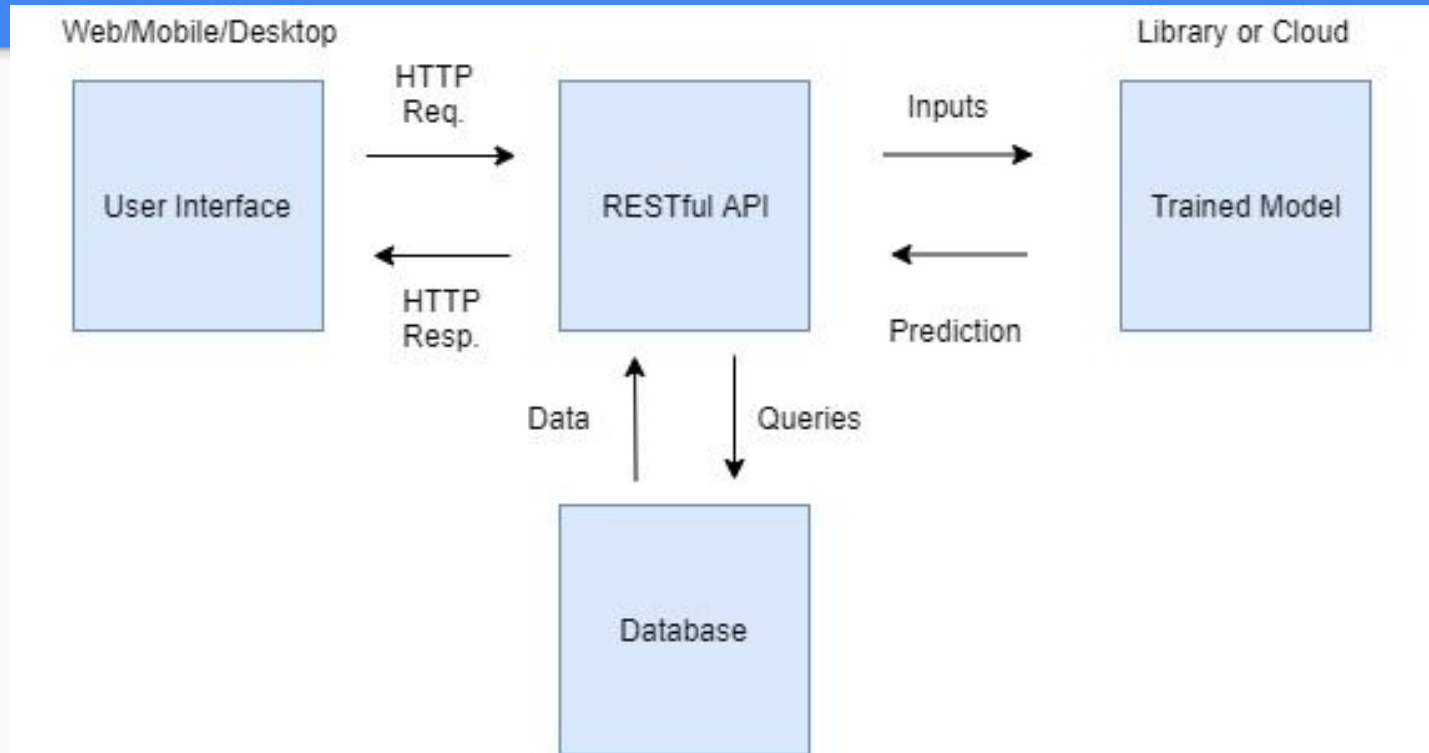 Web/Mobile/Desktop
Library or Cloud
HTTP
Req.
Inputs
User Interface
RESTful API
Trained Model
HTTP
Resp.
Prediction
Data
Queries
Database